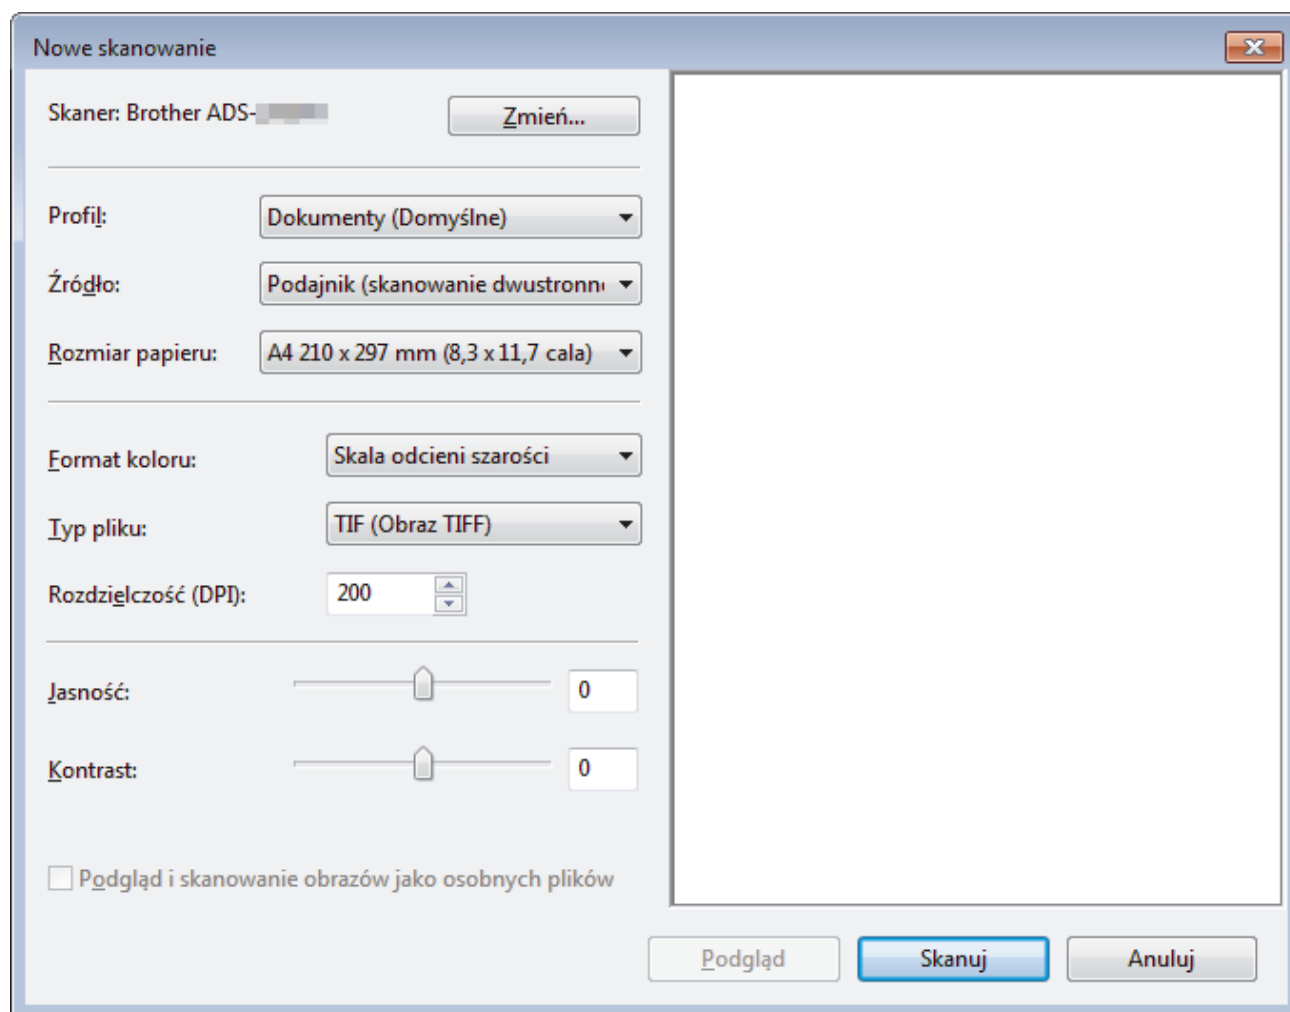 Nowe skanowanie
Skaner: Brother ADS-
Zmień...
Profil: Dokumenty (Domyślne)
Źródło: Podajnik (skanowanie dwustronn
Rozmiar papieru: A4 210 x 297 mm (8,3 x 11,7 cala)
Format koloru: Skala odcieni szarości
Typ pliku: TIF (Obraz TIFF)
Rozdzielczość (DPI): 200
Jasność: 0
Kontrast: 0
Podgląd i skanowanie obrazów jako osobnych plików
Podgląd Skanuj Anuluj